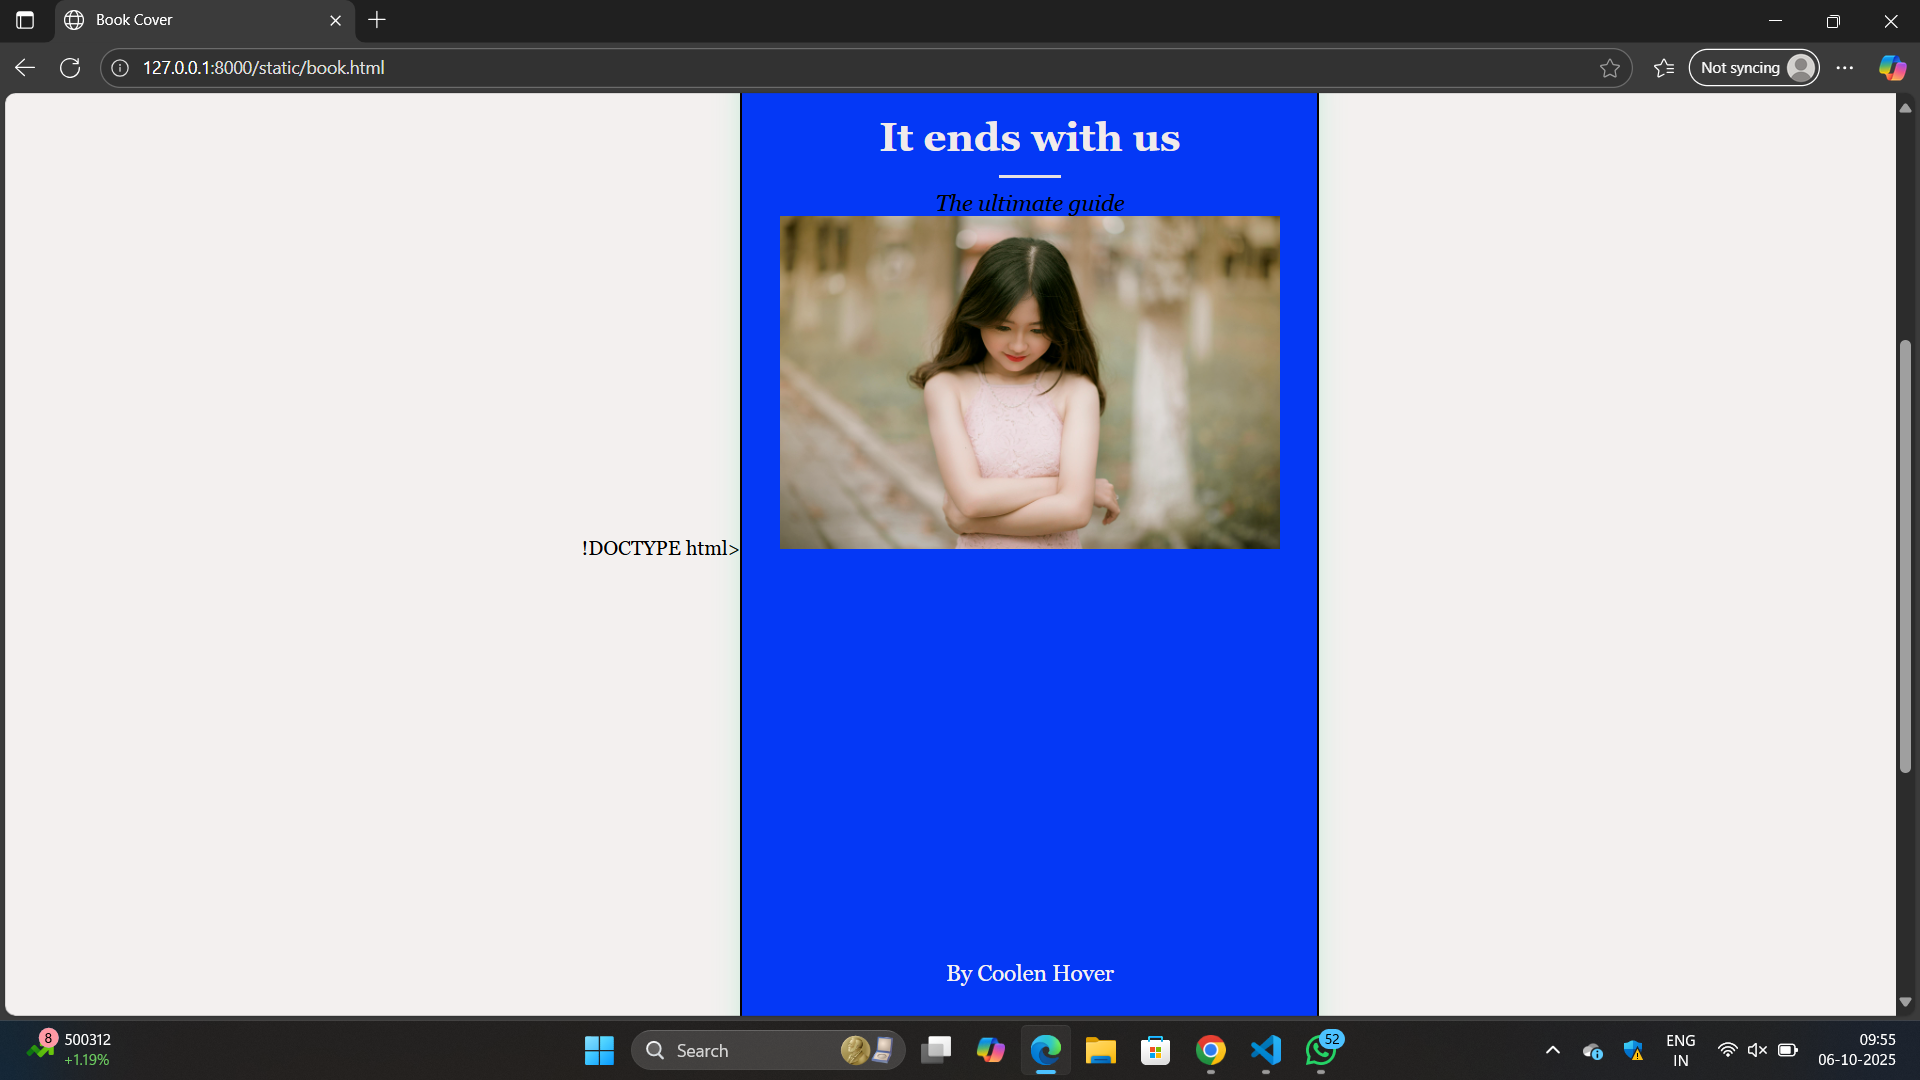 Book Cover
127.0.0.1:8000/static/book.html
Not syncing
It ends with us
The ultimate guide
!DOCTYPE html>
By Coolen Hover
8
500312
+1.19%
Search
52
ENG
IN
09:55
06-10-2025